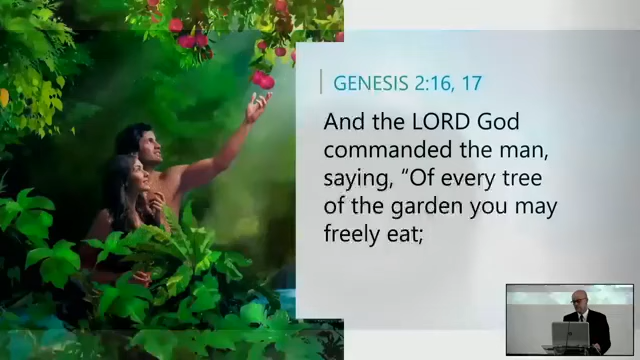 GENESIS 2:16, 17
And the LORD God
commanded the man,
saying, “Of every tree
of the garden you may
freely eat;